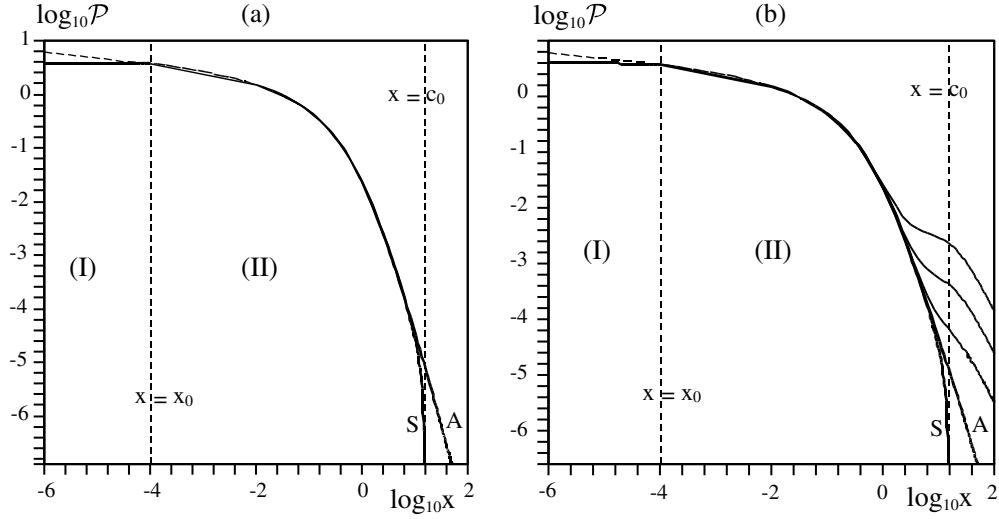 log₁₀𝒫 (a)
1
0
-1
-2
-3
-4
-5
-6
x = c₀
(I) (II)
x = x₀
S A
-6 -4 -2 0 2
log₁₀x
log₁₀𝒫 (b)
1
0
-1
-2
-3
-4
-5
-6
x = c₀
(I) (II)
x = x₀
S A
-6 -4 -2 0 2
log₁₀x